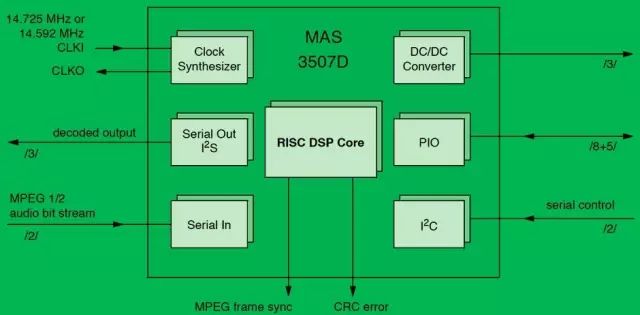 14.725 MHz or
14.592 MHz
CLKI
CLKO
Clock
Synthesizer
MAS
3507D
DC/DC
Converter
/3/
decoded output
/3/
Serial Out
I²S
RISC DSP Core
PIO
/8+5/
MPEG 1/2
audio bit stream
/2/
Serial In
I²C
serial control
/2/
MPEG frame sync
CRC error